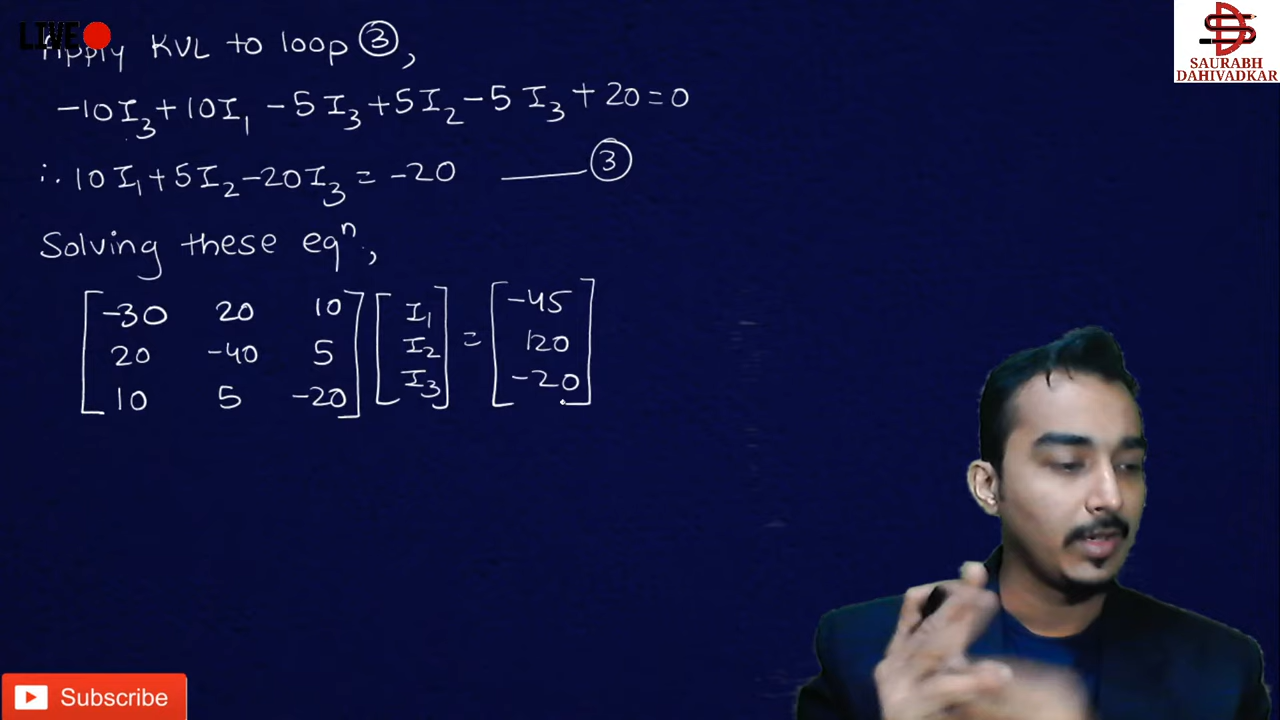 LIVE
Apply KVL to loop ③,
-10I₃+10I₁-5I₃+5I₂-5I₃+20=0
∴ 10I₁+5I₂-20I₃=-20 —— ③
Solving these eqⁿ,
[-30 20 10] [I₁] = [-45]
[20 -40 5] [I₂] [120]
[10 5 -20] [I₃] [-20]
SAURABH
DAHIVADKAR
Subscribe